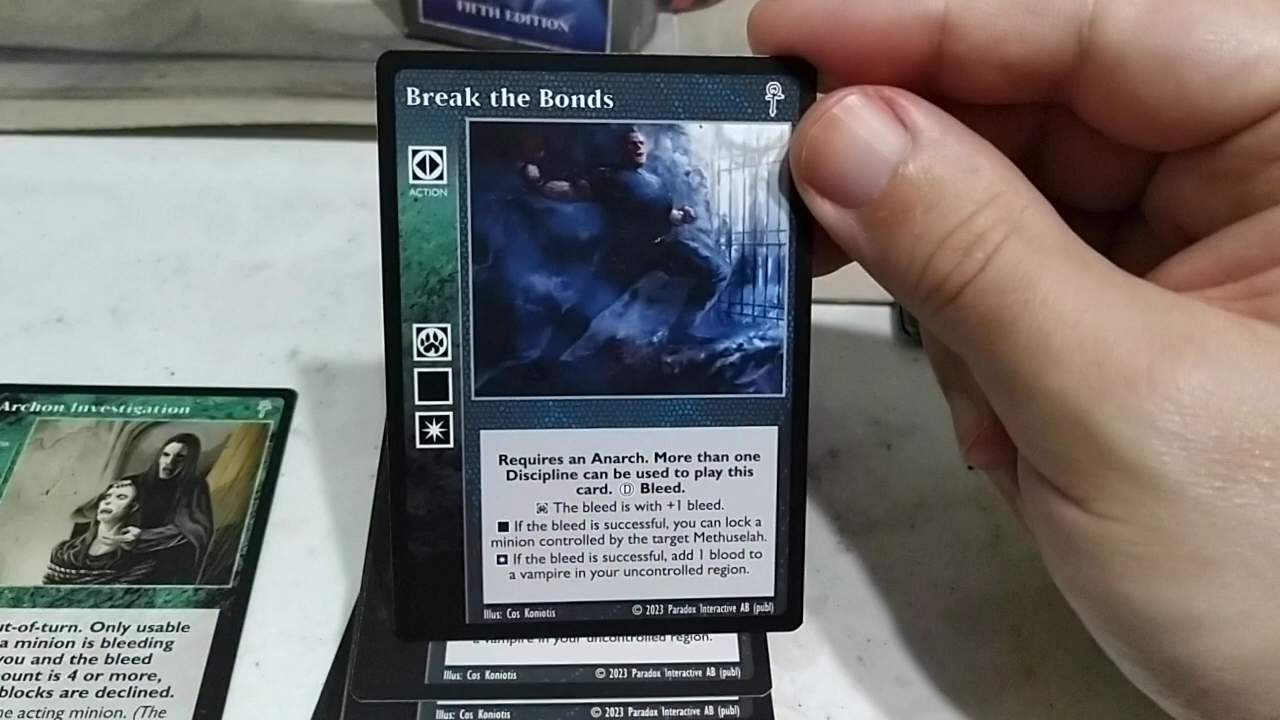 FIFTH EDITION
Break the Bonds
ACTION
Requires an Anarch. More than one
Discipline can be used to play this
card. Ⓓ Bleed.
The bleed is with +1 bleed.
If the bleed is successful, you can lock a
minion controlled by the target Methuselah.
If the bleed is successful, add 1 blood to
a vampire in your uncontrolled region.
Illus: Cos Koniotis © 2023 Paradox Interactive AB (publ)
a vampire in your uncontrolled region.
Illus: Cos Koniotis © 2023 Paradox Interactive AB (publ)
Illus: Cos Koniotis © 2023 Paradox Interactive AB (publ)
Archon Investigation
ut-of-turn. Only usable
a minion is bleeding
you and the bleed
ount is 4 or more,
blocks are declined.
he acting minion. (The